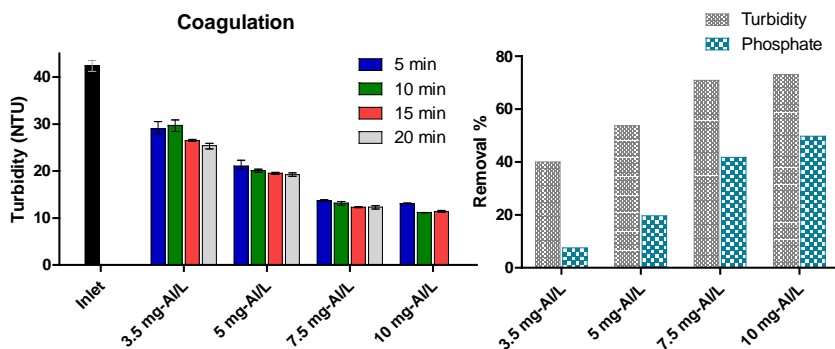 Coagulation
Turbidity (NTU)
40
30
20
10
0
5 min
10 min
15 min
20 min
Inlet
3.5 mg-Al/L
5 mg-Al/L
7.5 mg-Al/L
10 mg-Al/L
Turbidity
Phosphate
Removal %
80
60
40
20
0
3.5 mg-Al/L
5 mg-Al/L
7.5 mg-Al/L
10 mg-Al/L